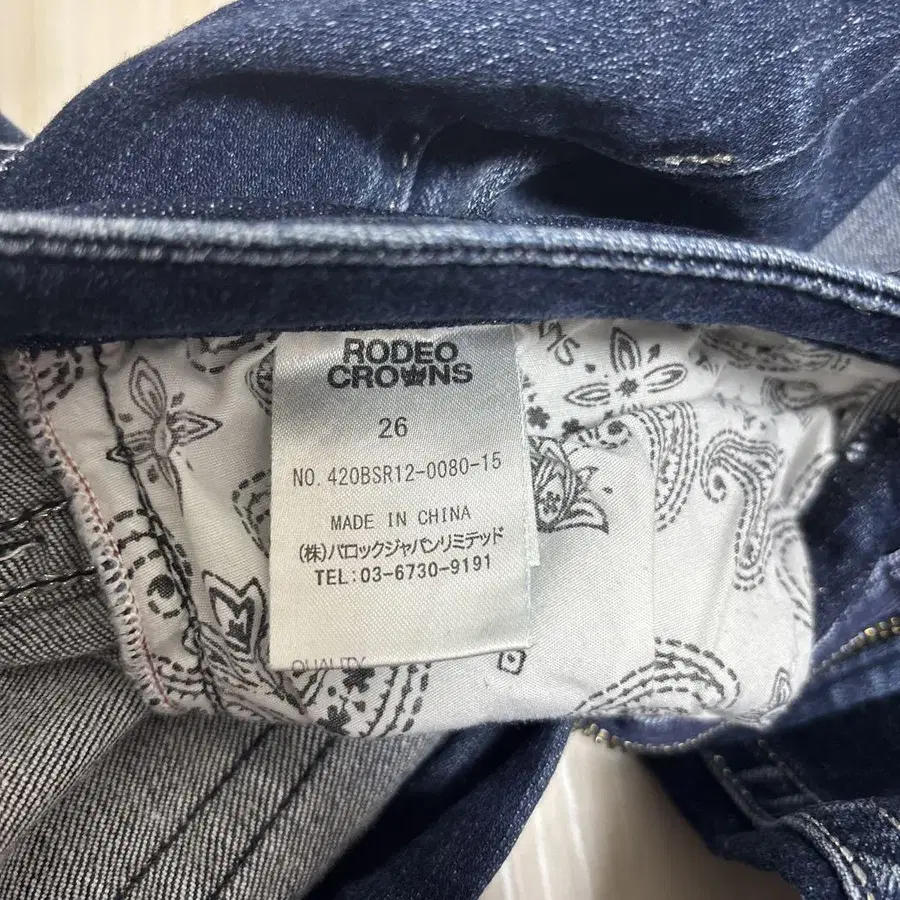 RODEO
CROWNS
26
NO. 420BSR12-0080-15
MADE IN CHINA
(株)バロックジャパンリミテッド
TEL:03-6730-9191
QUALITY